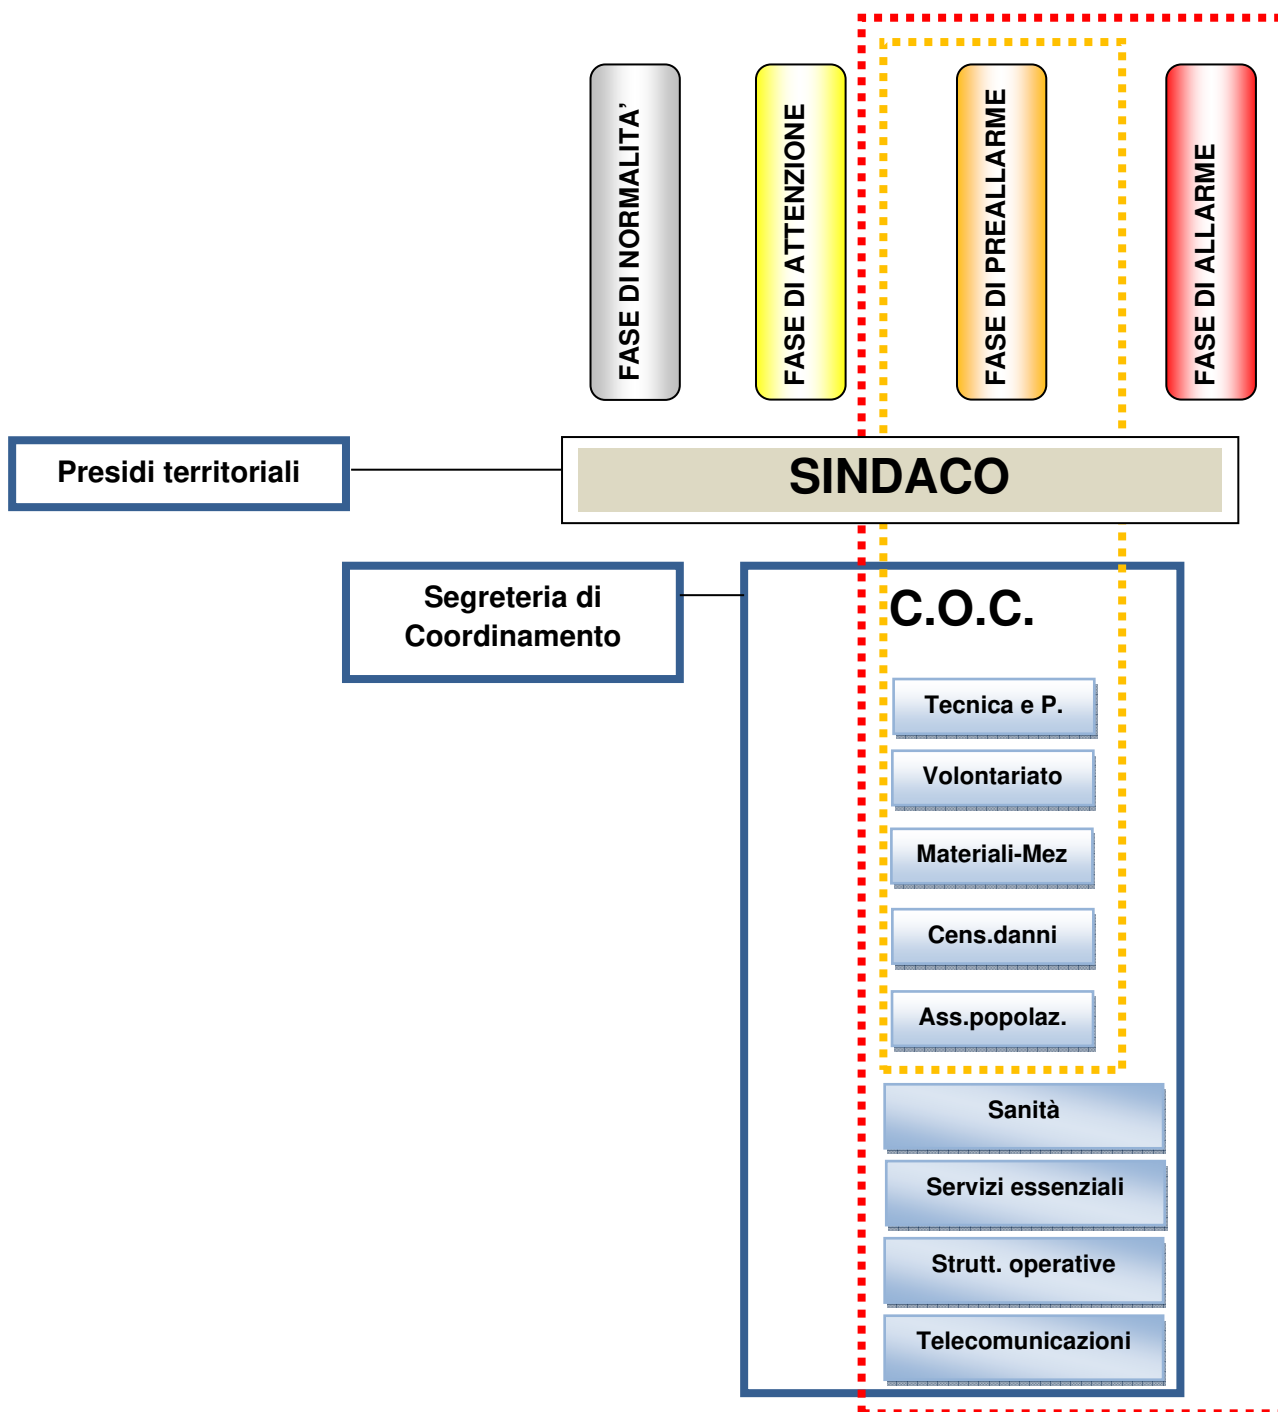 FASE DI NORMALITA’
FASE DI ATTENZIONE
FASE DI PREALLARME
FASE DI ALLARME
Presidi territoriali
SINDACO
Segreteria di
Coordinamento
C.O.C.
Tecnica e P.
Volontariato
Materiali-Mez
Cens.danni
Ass.popolaz.
Sanità
Servizi essenziali
Strutt. operative
Telecomunicazioni